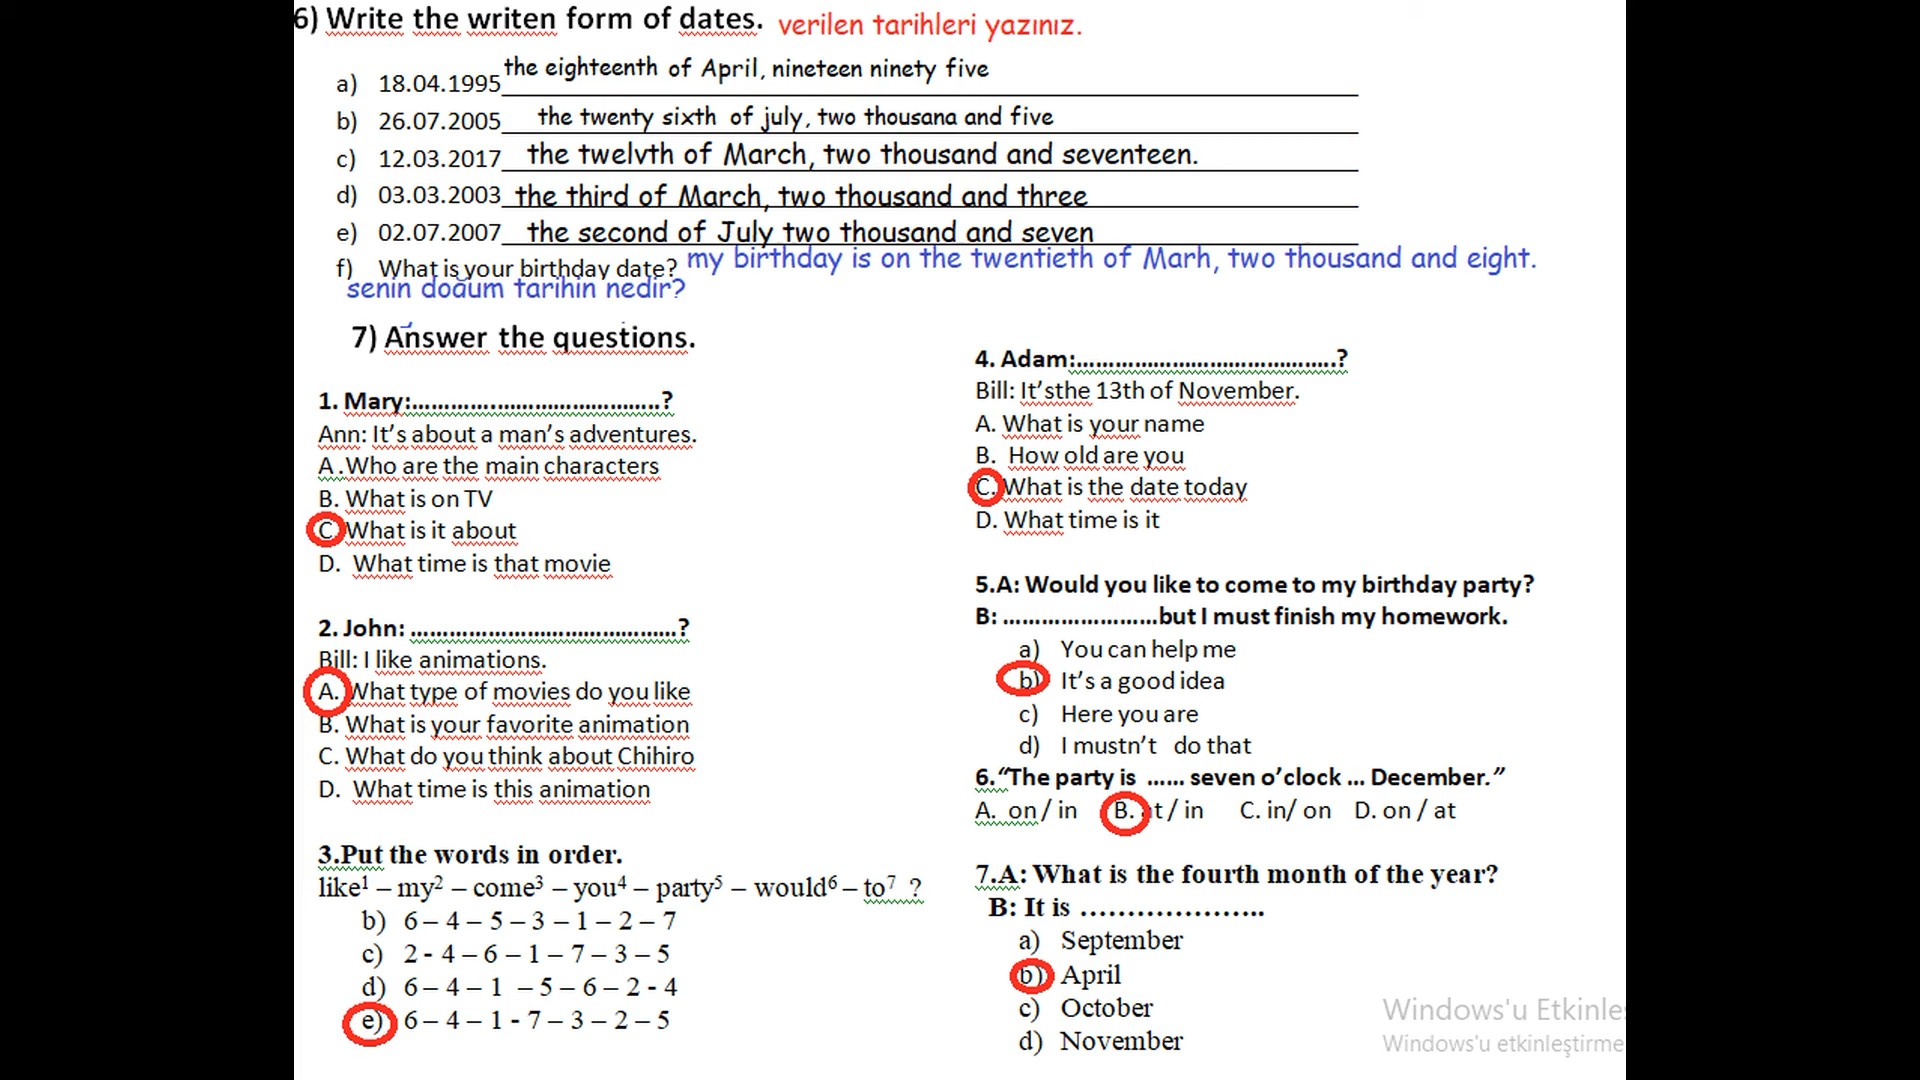 6) Write the writen form of dates. verilen tarihleri yazınız.
a) 18.04.1995 the eighteenth of April, nineteen ninety five
b) 26.07.2005 the twenty sixth of july, two thousana and five
c) 12.03.2017 the twelvth of March, two thousand and seventeen.
d) 03.03.2003 the third of March, two thousand and three
e) 02.07.2007 the second of July two thousand and seven
f) What is your birthday date? my birthday is on the twentieth of Marh, two thousand and eight.
senin doğum tarihin nedir?
7) Answer the questions.
1. Mary:.......................................?
Ann: It's about a man's adventures.
A .Who are the main characters
B. What is on TV
C. What is it about
D. What time is that movie
2. John: ..........................................?
Bill: I like animations.
A. What type of movies do you like
B. What is your favorite animation
C. What do you think about Chihiro
D. What time is this animation
3.Put the words in order.
like¹ – my² – come³ – you⁴ – party⁵ – would⁶ – to⁷ ?
b) 6 – 4 – 5 – 3 – 1 – 2 – 7
c) 2 - 4 – 6 – 1 – 7 – 3 – 5
d) 6 – 4 – 1 – 5 – 6 – 2 - 4
e) 6 – 4 – 1 - 7 – 3 – 2 – 5
4. Adam:.........................................?
Bill: It'sthe 13th of November.
A. What is your name
B. How old are you
C. What is the date today
D. What time is it
5.A: Would you like to come to my birthday party?
B: ........................but I must finish my homework.
a) You can help me
b) It's a good idea
c) Here you are
d) I mustn't do that
6."The party is ...... seven o'clock ... December."
A. on / in B. at / in C. in/ on D. on / at
7.A: What is the fourth month of the year?
B: It is ......................
a) September
b) April
c) October
d) November
Windows'u Etkinleş
Windows'u etkinleştirme